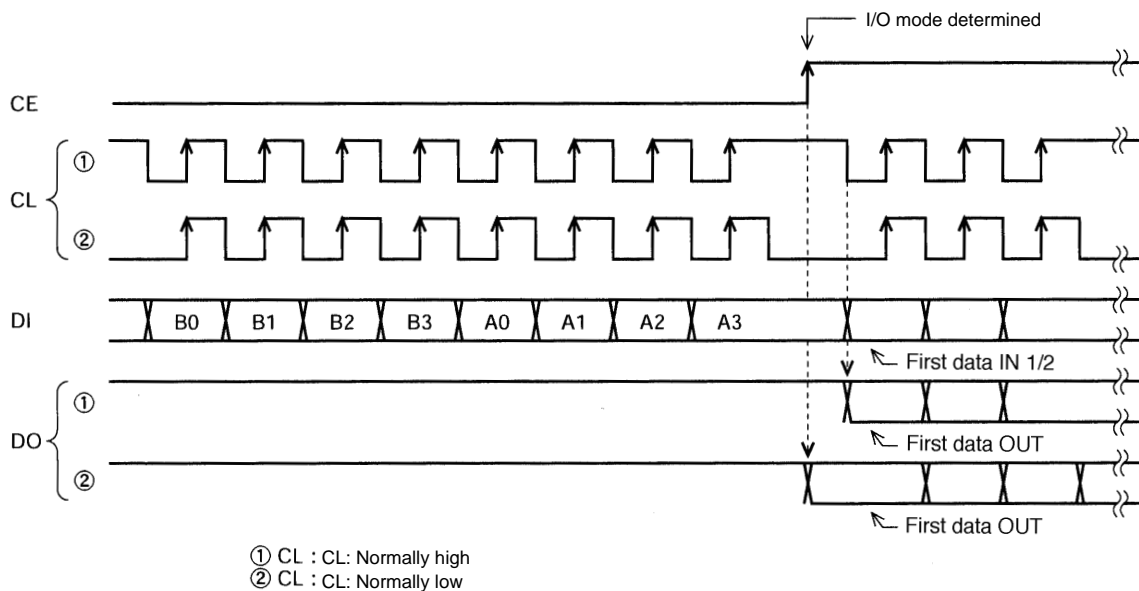 I/O mode determined
CE
CL
①
②
DI B0 B1 B2 B3 A0 A1 A2 A3
First data IN 1/2
DO
①
First data OUT
②
First data OUT
① CL : CL: Normally high
② CL : CL: Normally low